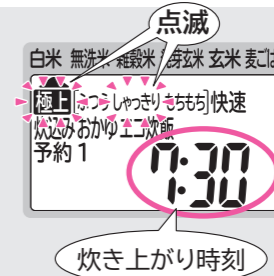 点滅
白米 無洗米 雑穀米 発芽玄米 玄米 麦ごは
極上 ふつう しゃっきり もちもち 快速
炊込み おかゆ エコ炊飯
予約 1
7:30
炊き上がり時刻